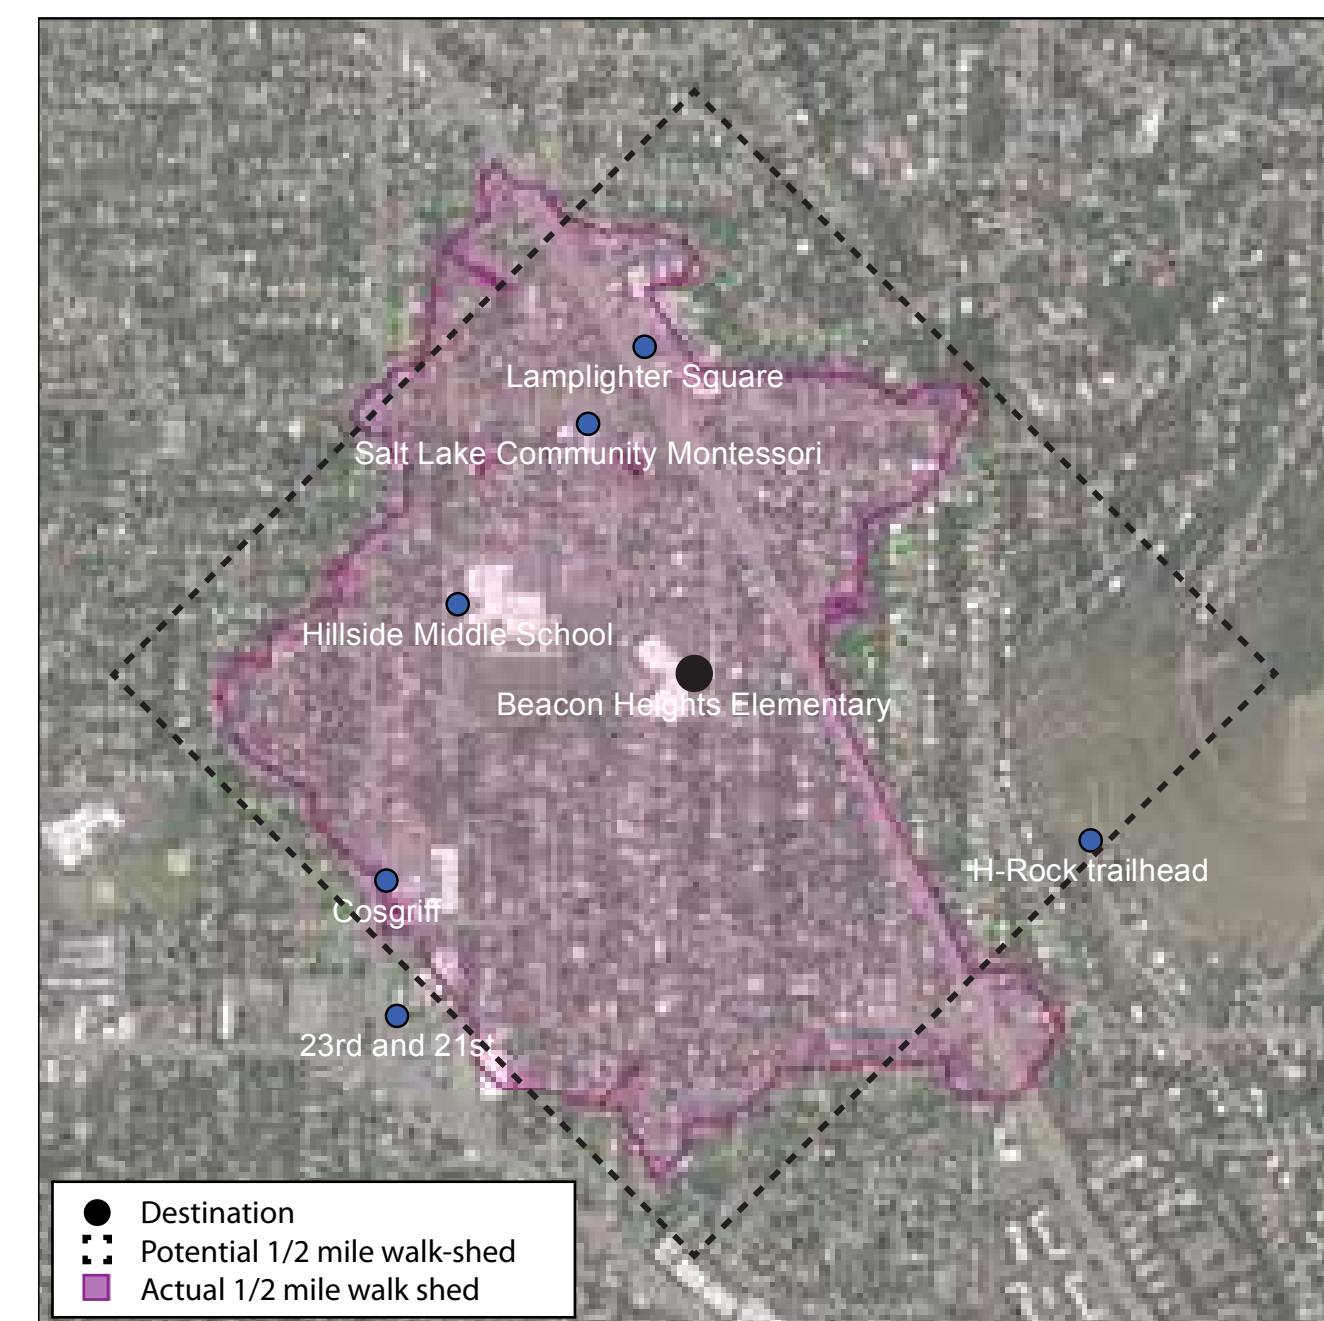 Lamplighter Square
Salt Lake Community Montessori
Hillside Middle School
Beacon Heights Elementary
H-Rock trailhead
Cosgriff
23rd and 21st
Destination
Potential 1/2 mile walk-shed
Actual 1/2 mile walk shed